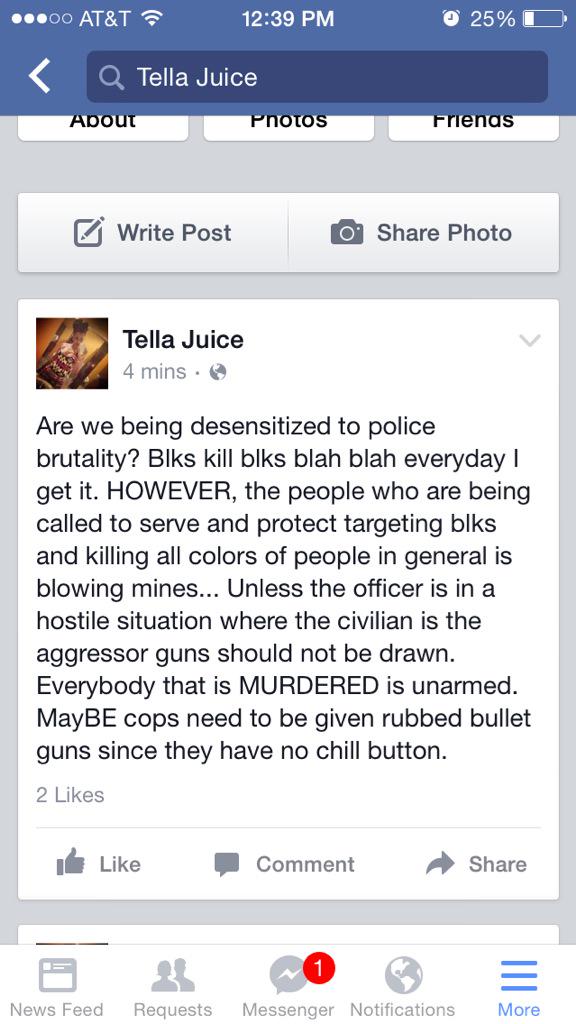 AT&T 12:39 PM 25%
Tella Juice
About Photos Friends
Write Post Share Photo
Tella Juice
4 mins ·
Are we being desensitized to police
brutality? Blks kill blks blah blah everyday I
get it. HOWEVER, the people who are being
called to serve and protect targeting blks
and killing all colors of people in general is
blowing mines... Unless the officer is in a
hostile situation where the civilian is the
aggressor guns should not be drawn.
Everybody that is MURDERED is unarmed.
MayBE cops need to be given rubbed bullet
guns since they have no chill button.
2 Likes
Like Comment Share
1
News Feed Requests Messenger Notifications More